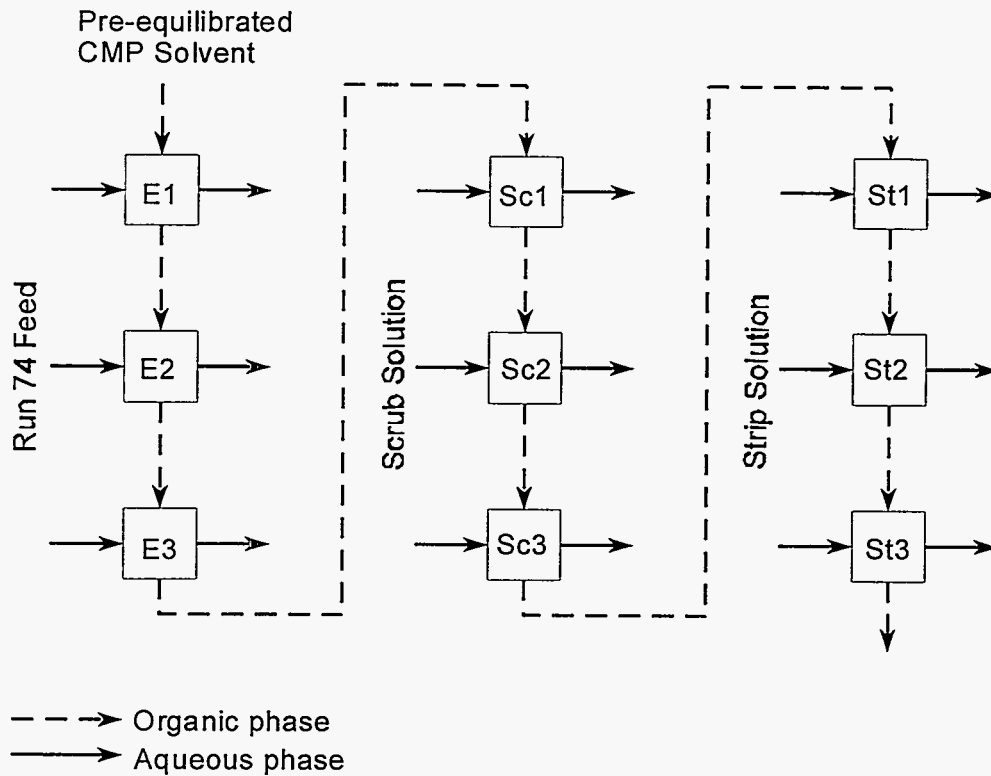 Pre-equilibrated
CMP Solvent
Run 74 Feed
E1
E2
E3
Scrub Solution
Sc1
Sc2
Sc3
Strip Solution
St1
St2
St3
Organic phase
Aqueous phase